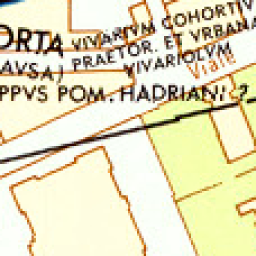 ORTA
(AVSA)
VIVARIVM COHORTIV
PRAETOR. ET VRBANA
VIVARIOLVM
Viale
PPVS POM. HADRIANI ?